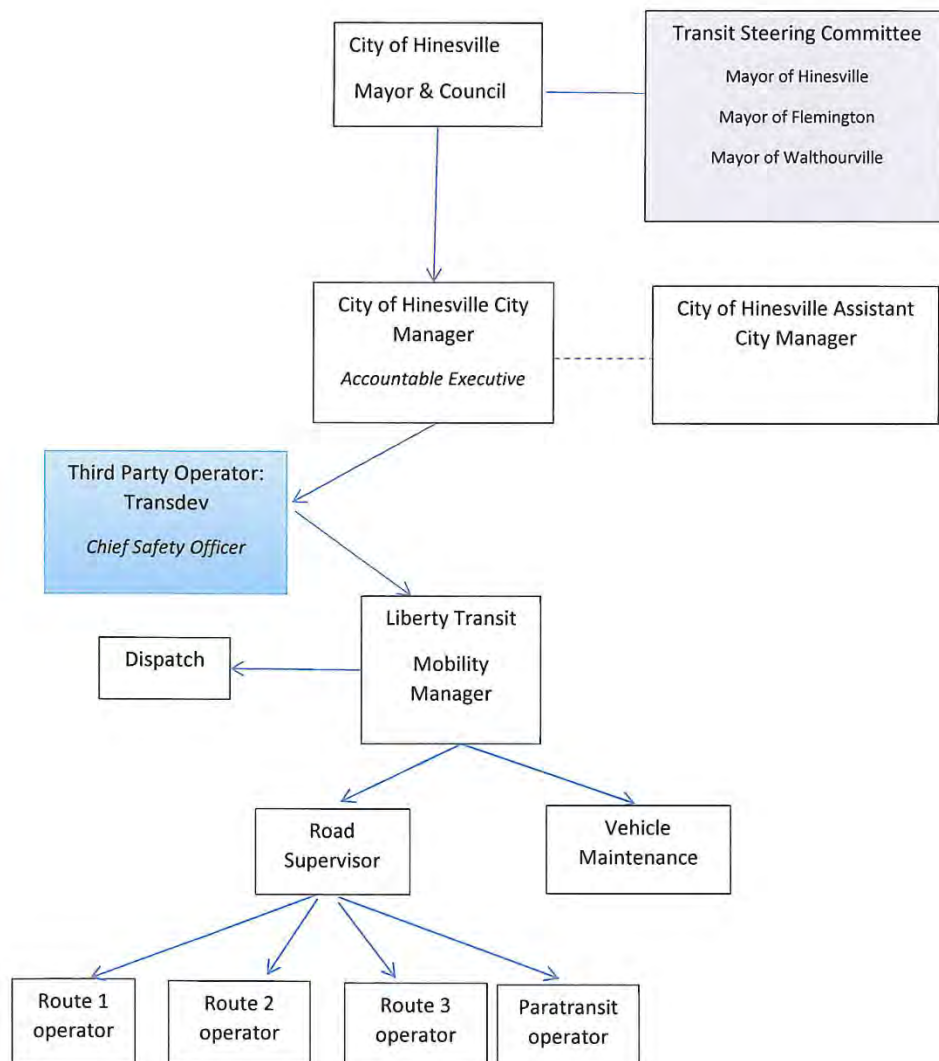 City of Hinesville
Mayor & Council
Transit Steering Committee
Mayor of Hinesville
Mayor of Flemington
Mayor of Walthourville
City of Hinesville City
Manager
Accountable Executive
City of Hinesville Assistant
City Manager
Third Party Operator:
Transdev
Chief Safety Officer
Liberty Transit
Mobility
Manager
Dispatch
Road
Supervisor
Vehicle
Maintenance
Route 1
operator
Route 2
operator
Route 3
operator
Paratransit
operator